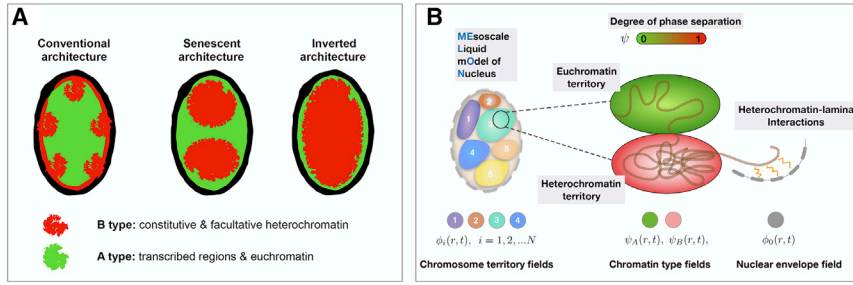 A
Conventional
architecture
Senescent
architecture
Inverted
architecture
B type: constitutive & facultative heterochromatin
A type: transcribed regions & euchromatin
B
MEsoscale
Liquid
mOdel of
Nucleus
Degree of phase separation
ψ 0 1
Euchromatin
territory
Heterochromatin-lamina
Interactions
Heterochromatin
territory
2
1
3
4
5
6
1 2 3 4
ϕᵢ(r, t), i = 1, 2, ...N
ψ_A(r, t), ψ_B(r, t),
ϕ₀(r, t)
Chromosome territory fields
Chromatin type fields
Nuclear envelope field